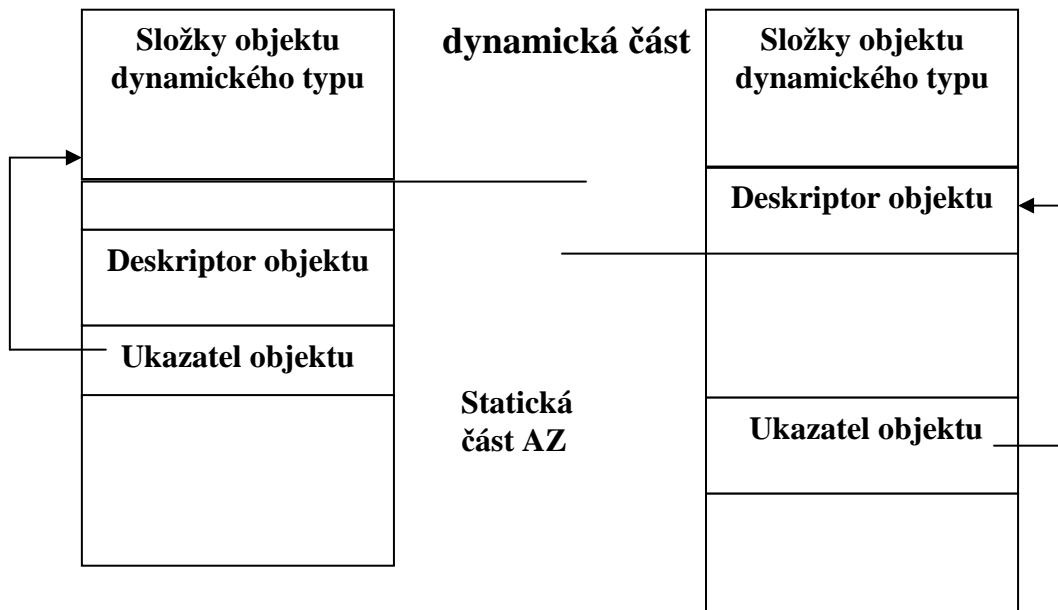 Složky objektu
dynamického typu
dynamická část
Složky objektu
dynamického typu
Deskriptor objektu
Deskriptor objektu
Ukazatel objektu
Statická
část AZ
Ukazatel objektu